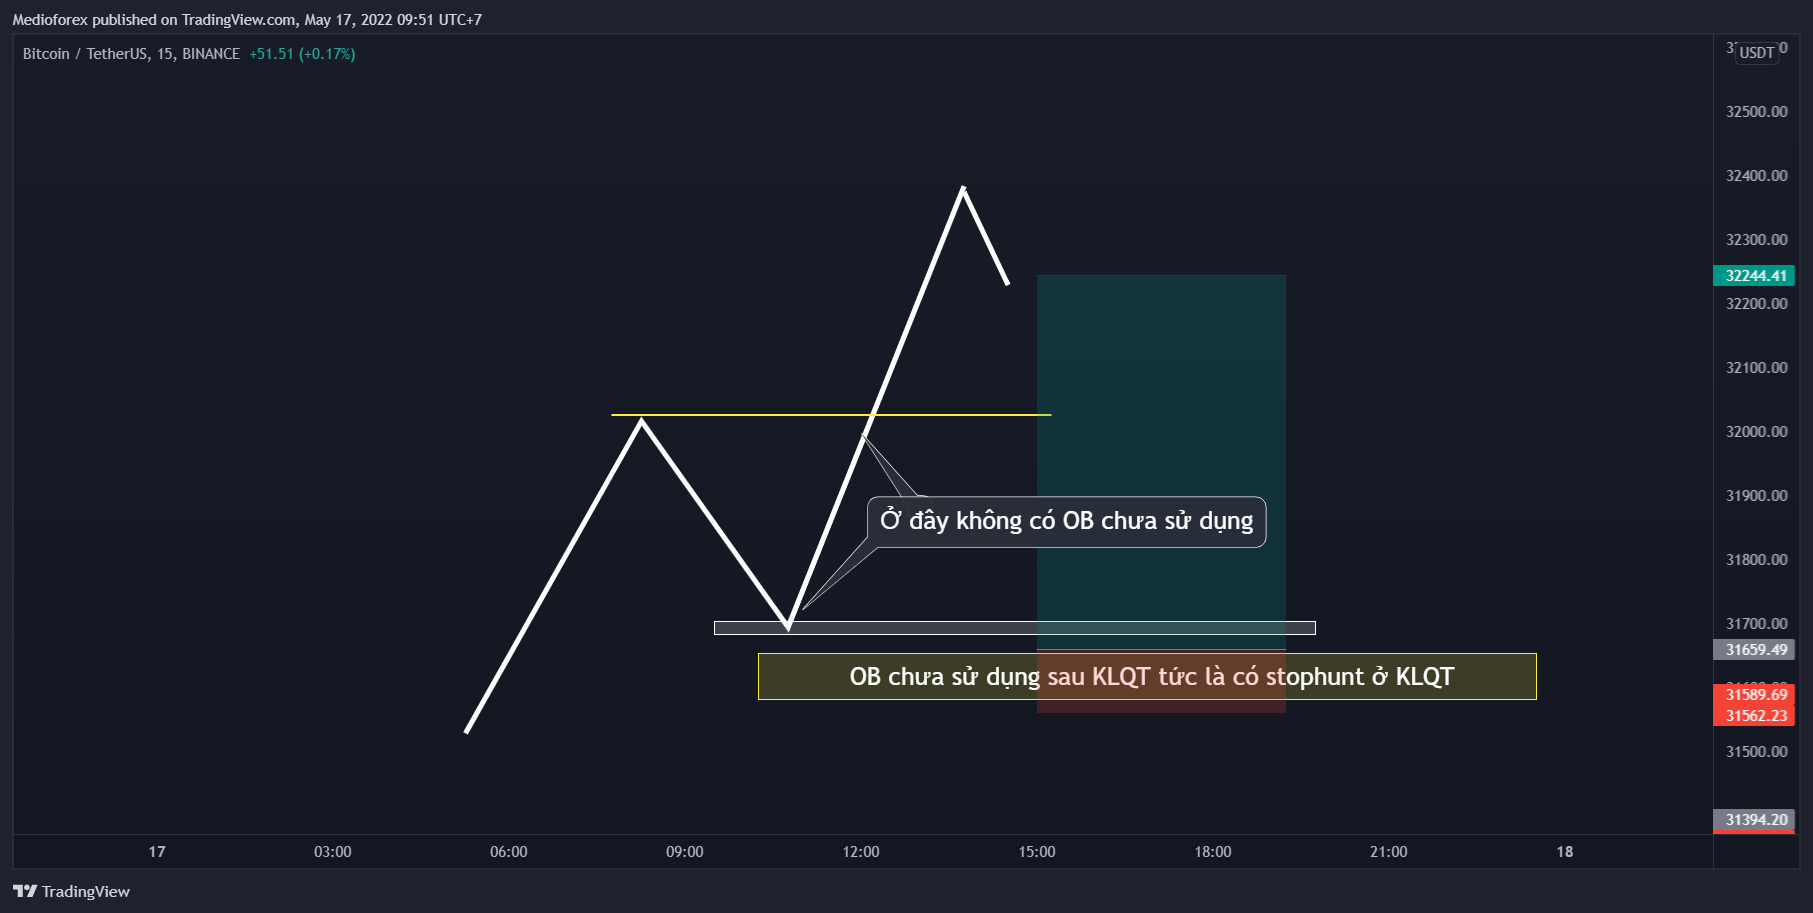 Medioforex published on TradingView.com, May 17, 2022 09:51 UTC+7
Bitcoin / TetherUS, 15, BINANCE +51.51 (+0.17%)
USDT
32500.00
32400.00
32300.00
32244.41
32200.00
32100.00
32000.00
31900.00
Ở đây không có OB chưa sử dụng
31800.00
31700.00
31659.49
OB chưa sử dụng sau KLQT tức là có stophunt ở KLQT
31589.69
31562.23
31500.00
31394.20
17 03:00 06:00 09:00 12:00 15:00 18:00 21:00 18
TradingView